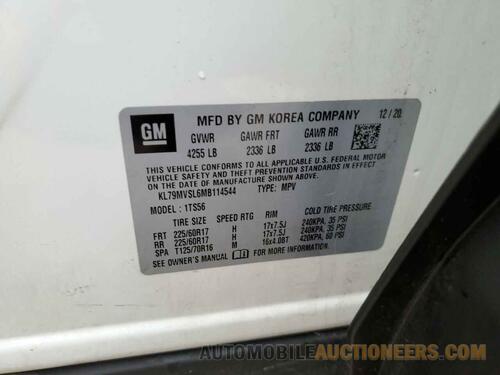 GM
MFD BY GM KOREA COMPANY 12/20
GVWR GAWR FRT GAWR RR
4255 LB 2336 LB 2336 LB
THIS VEHICLE CONFORMS TO ALL APPLICABLE U.S. FEDERAL MOTOR
VEHICLE SAFETY AND THEFT PREVENTION STANDARDS IN
EFFECT ON THE DATE OF MANUFACTURE SHOWN ABOVE.
KL79MVSL6MB114544 TYPE: MPV
MODEL: 1TS56
TIRE SIZE SPEED RTG RIM COLD TIRE PRESSURE
FRT 225/60R17 H 17x7.5J 240KPA, 35 PSI
RR 225/60R17 H 17x7.5J 240KPA, 35 PSI
SPA T125/70R16 M 16x4.0BT 420KPA, 60 PSI
SEE OWNER'S MANUAL FOR MORE INFORMATION.
AUTOMOBILEAUCTIONEERS.COM